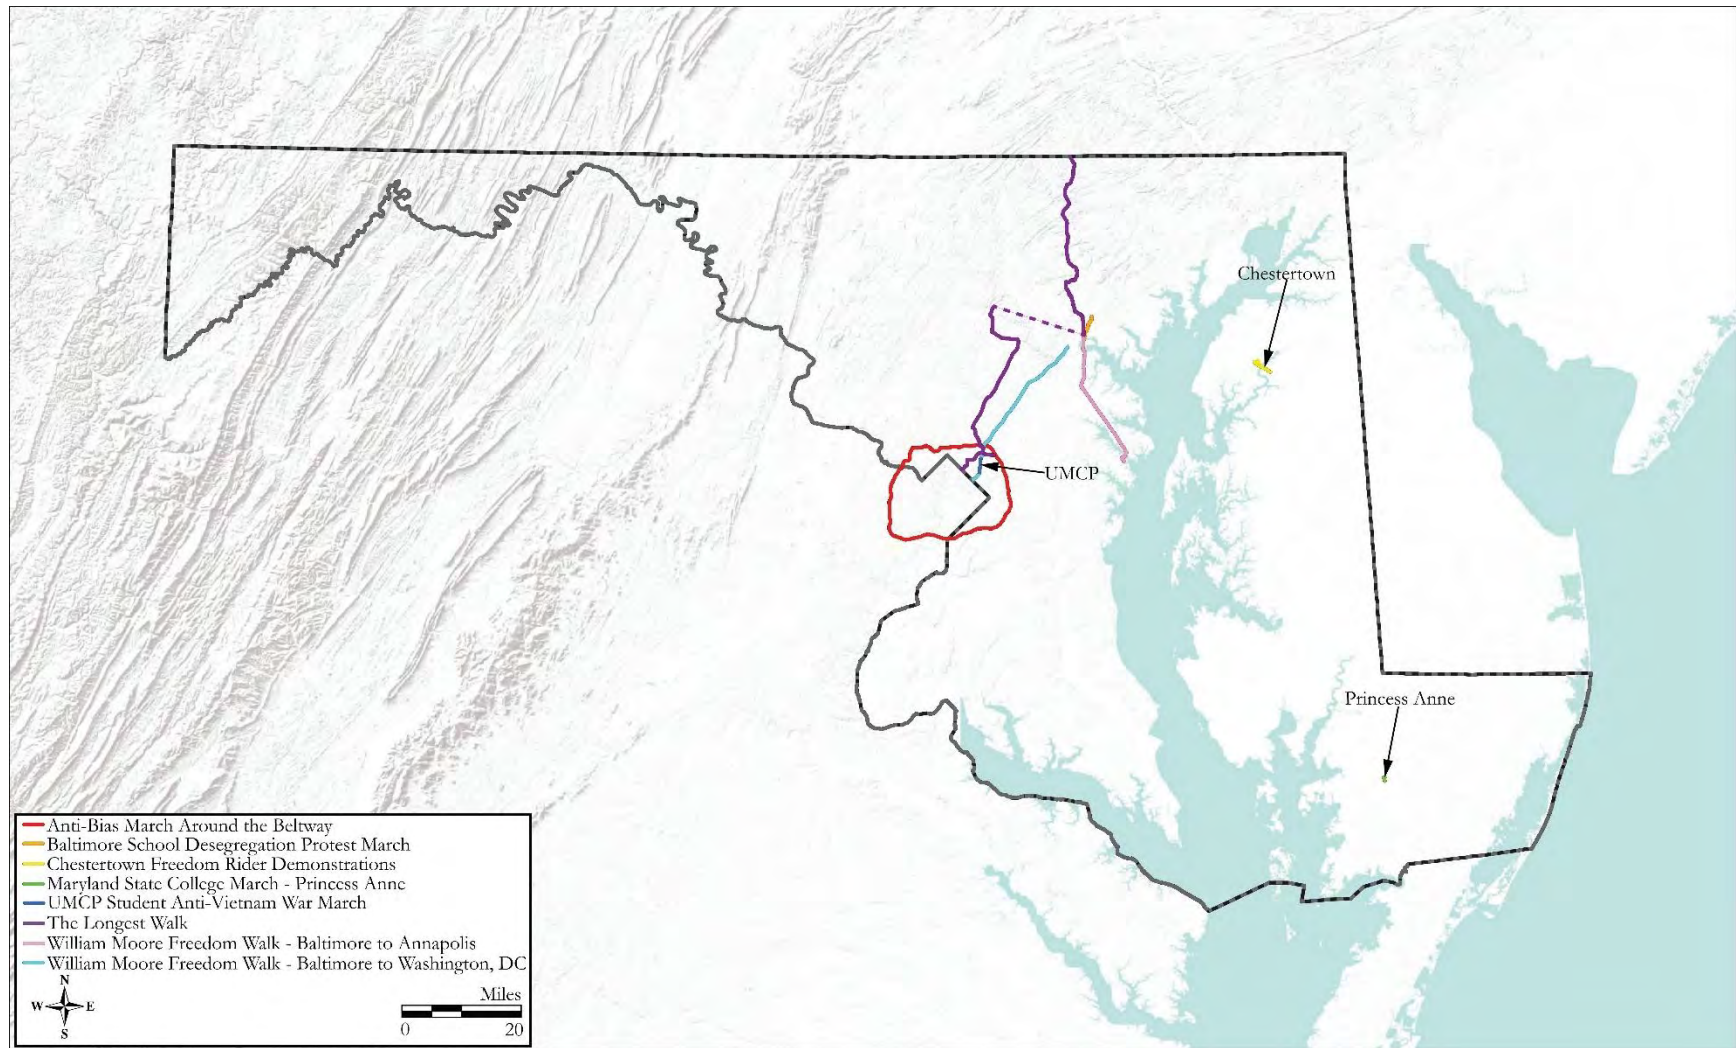 Chestertown
UMCP
Princess Anne
Anti-Bias March Around the Beltway
Baltimore School Desegregation Protest March
Chestertown Freedom Rider Demonstrations
Maryland State College March - Princess Anne
UMCP Student Anti-Vietnam War March
The Longest Walk
William Moore Freedom Walk - Baltimore to Annapolis
William Moore Freedom Walk - Baltimore to Washington, DC
N
W E
S
Miles
0 20